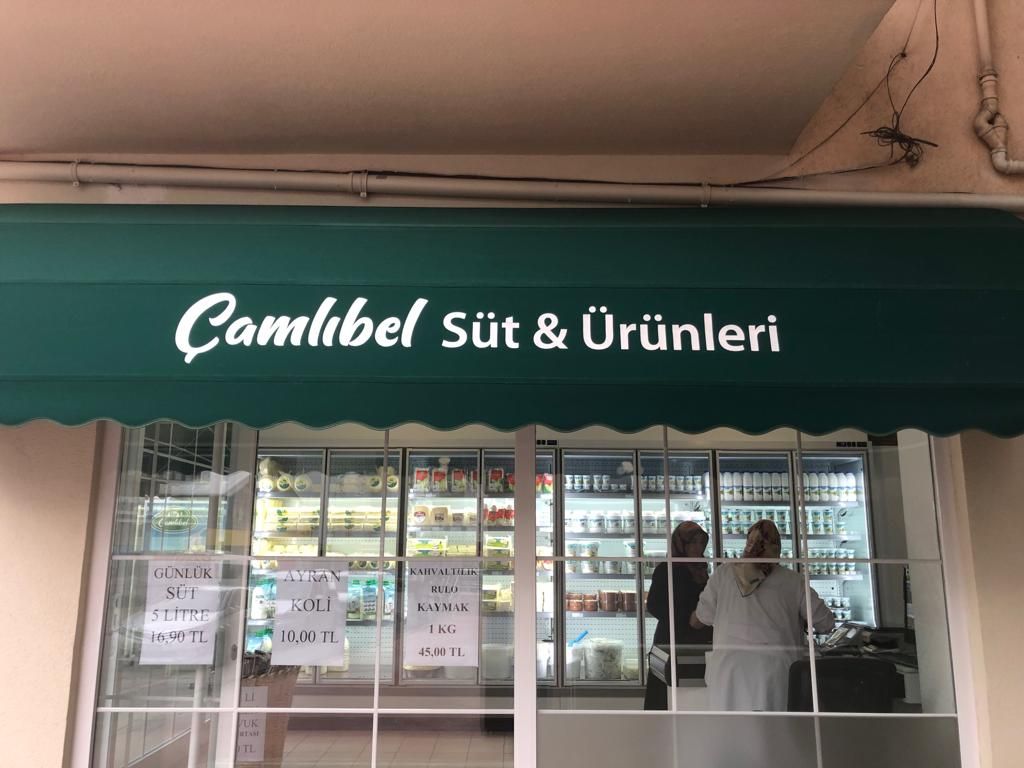 Çamlıbel Süt & Ürünleri
Çamlıbel
GÜNLÜK
SÜT
5 LİTRE
16,90 TL
AYRAN
KOLİ
10,00 TL
KAHVALTILIK
RULO
KAYMAK
1 KG
45,00 TL